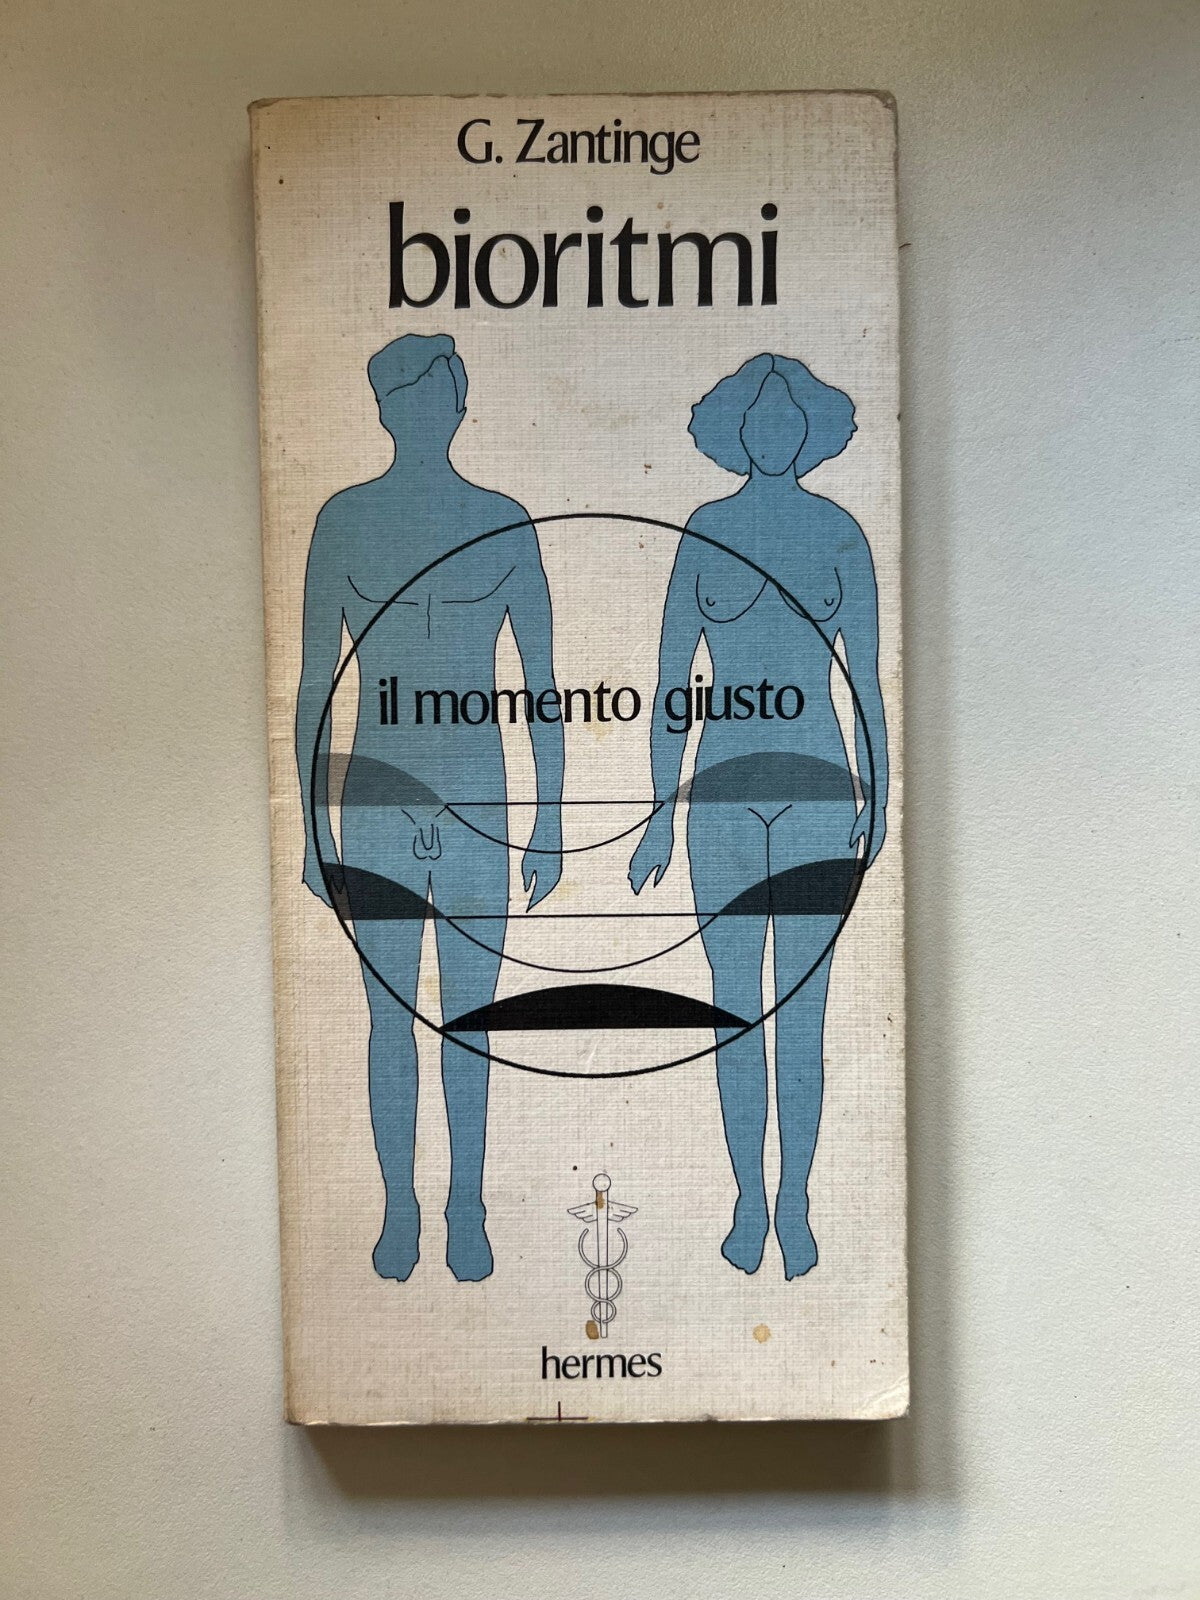 G. Zantinge
bioritmi
il momento giusto
hermes